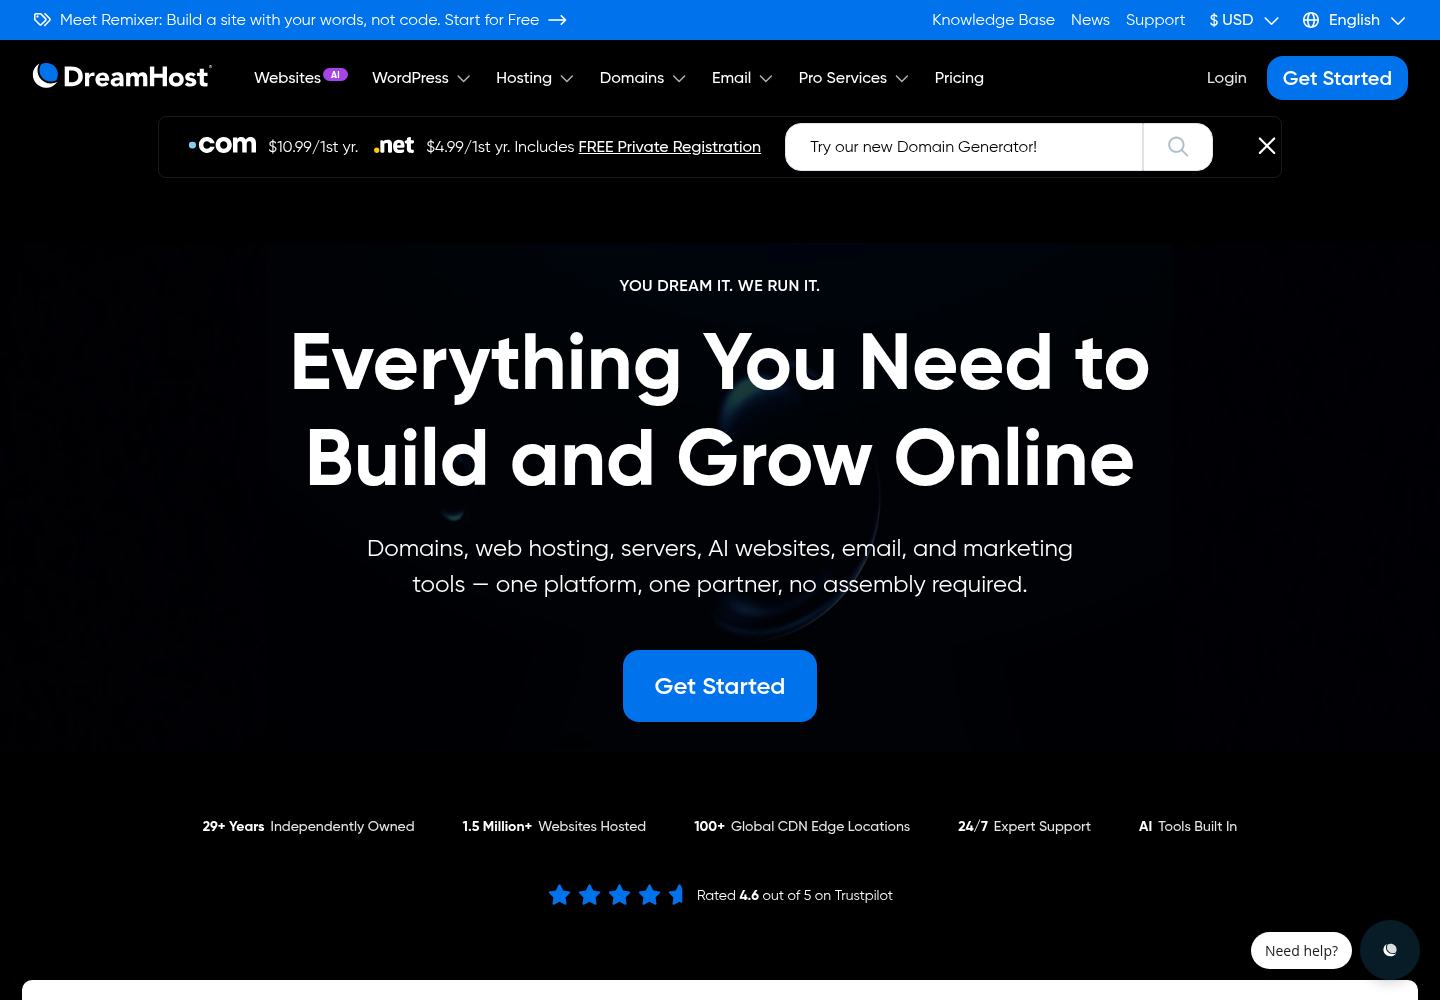 Meet Remixer: Build a site with your words, not code. Start for Free
Knowledge Base News Support $ USD English
DreamHost Websites AI WordPress Hosting Domains Email Pro Services Pricing Login Get Started
.com $10.99/1st yr. .net $4.99/1st yr. Includes FREE Private Registration Try our new Domain Generator!
YOU DREAM IT. WE RUN IT.
Everything You Need to
Build and Grow Online
Domains, web hosting, servers, AI websites, email, and marketing
tools — one platform, one partner, no assembly required.
Get Started
29+ Years Independently Owned 1.5 Million+ Websites Hosted 100+ Global CDN Edge Locations 24/7 Expert Support AI Tools Built In
Rated 4.6 out of 5 on Trustpilot
Need help?